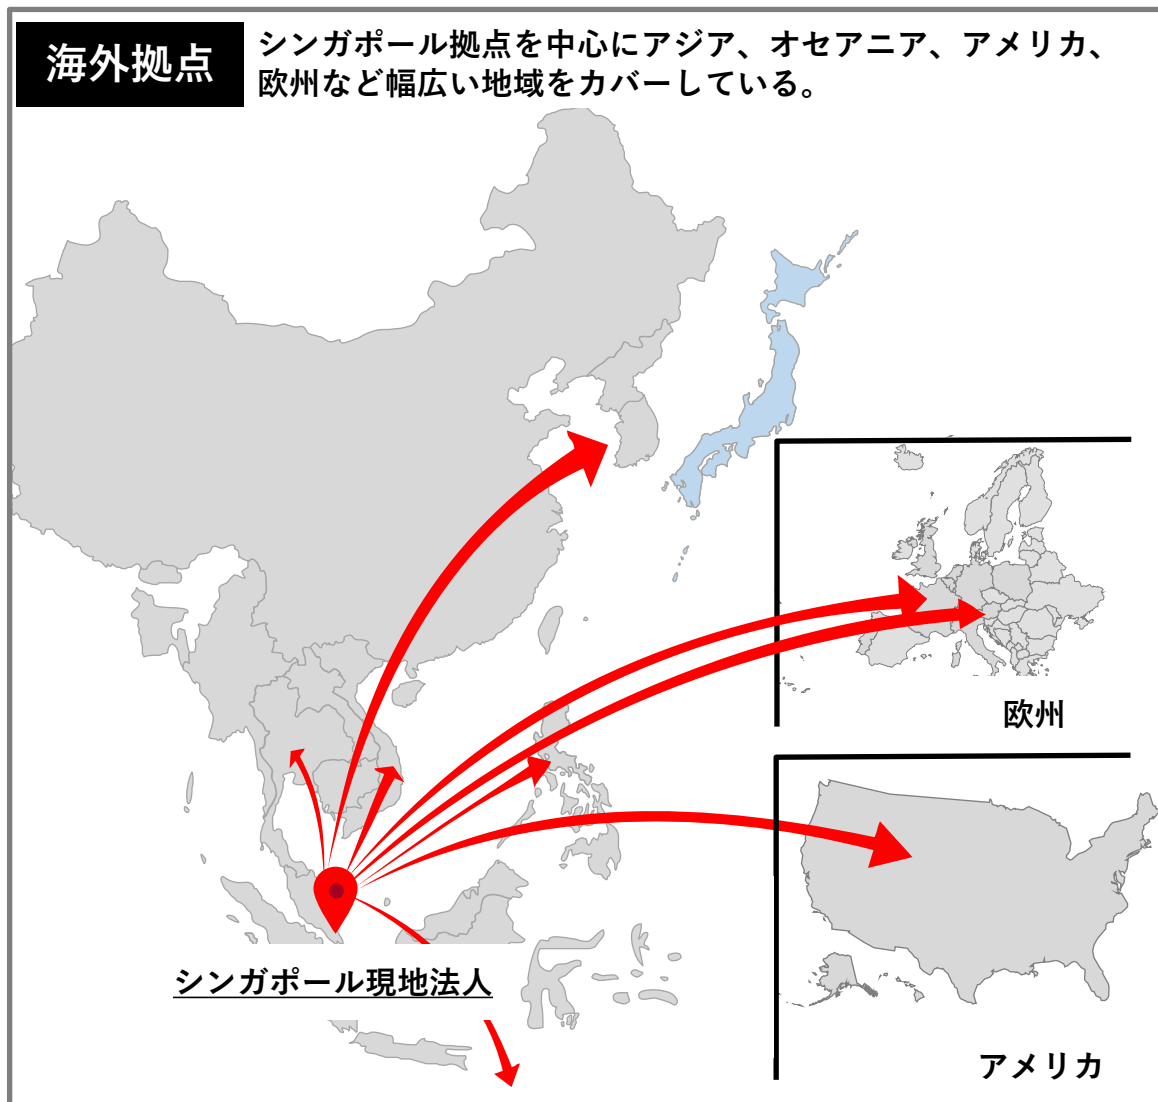 海外拠点
シンガポール拠点を中心にアジア、オセアニア、アメリカ、
欧州など幅広い地域をカバーしている。
欧州
シンガポール現地法人
アメリカ